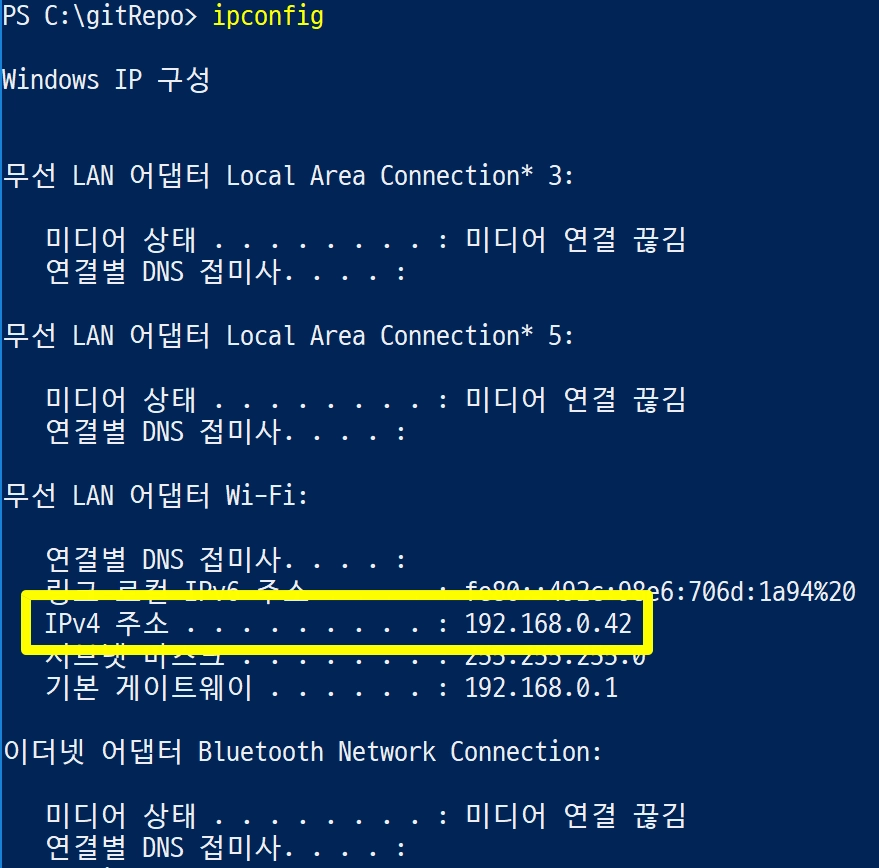 PS C:\gitRepo> ipconfig
Windows IP 구성
무선 LAN 어댑터 Local Area Connection* 3:
미디어 상태 . . . . . . . . : 미디어 연결 끊김
연결별 DNS 접미사. . . . :
무선 LAN 어댑터 Local Area Connection* 5:
미디어 상태 . . . . . . . . : 미디어 연결 끊김
연결별 DNS 접미사. . . . :
무선 LAN 어댑터 Wi-Fi:
연결별 DNS 접미사. . . . :
링크 로컬 IPv6 주소 . . . . : fe80::492c:98e6:706d:1a94%20
IPv4 주소 . . . . . . . . . : 192.168.0.42
서브넷 마스크 . . . . . . . : 255.255.255.0
기본 게이트웨이 . . . . . . : 192.168.0.1
이더넷 어댑터 Bluetooth Network Connection:
미디어 상태 . . . . . . . . : 미디어 연결 끊김
연결별 DNS 접미사. . . . :